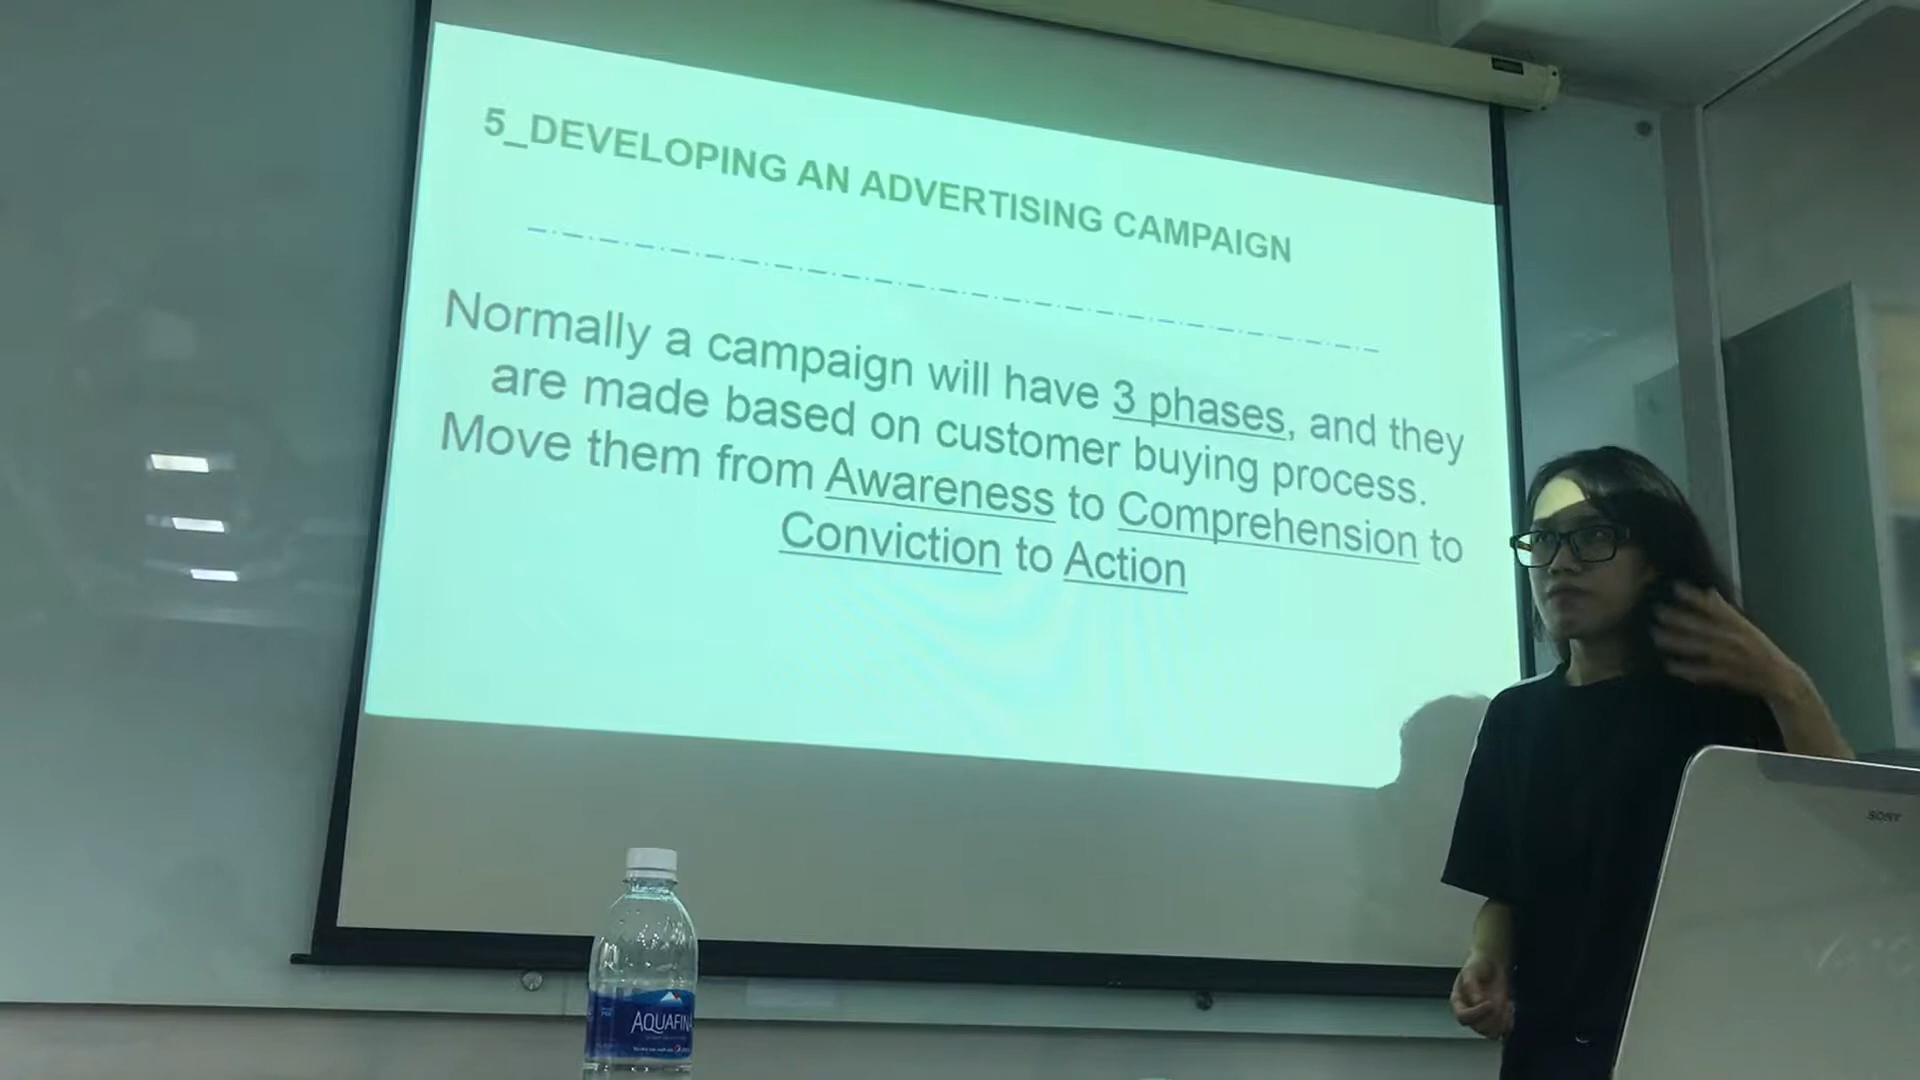 5_DEVELOPING AN ADVERTISING CAMPAIGN
Normally a campaign will have 3 phases, and they
are made based on customer buying process.
Move them from Awareness to Comprehension to
Conviction to Action
SONY
AQUAFINA